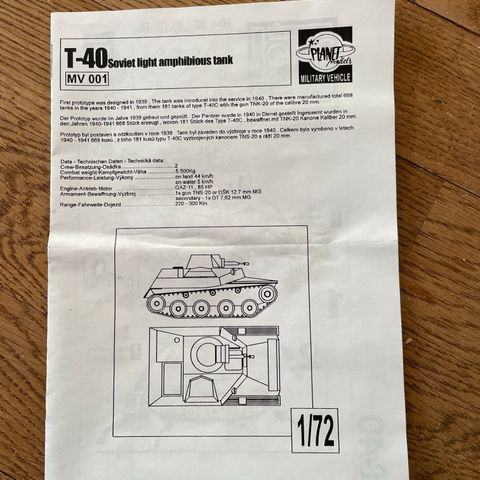 T-40 Soviet light amphibious tank
MV 001
PLANET
models
MILITARY VEHICLE
First prototype was designed in 1939 . The tank was introducet into the service in 1940 . There were manufactured total 668
tanks in the years 1940 - 1941 , from them 181 tanks of type T-40C with the gun TNK-20 of the calibre 20 mm.
Der Prototyp wurde im Jahre 1939 gebaut und geprüft . Der Pantzer wurde in 1940 in Dienst gestellt.Ingesamt wurden in
den Jahren 1940-1941 668 Stück erzeugt , wovon 181 Stück des Type T-40C , bewaffnet mit TNK-20 Kanone Kaliber 20 mm
Prototyp byl postaven a odzkoušen v roce 1939 . Tank byl zaveden do výzbroje v roce 1940 . Celkem bylo vyrobeno v letech
1940 - 1941 668 kusů , z toho 181 kusů typu T-40C vyzbrojených kanonem TNS-20 s ráží 20 mm.
Data - Technischen Daten - Technická data:
Crew-Besatzung-Osádka 2
Combat weight-Kampfgewicht-Váha 5.500Kg
Performance-Leistung-Výkony on land 44 km/h
on water 5 km/h
Engine-Antrieb-Motor GAZ-11 , 85 HP
Armament-Bewaffnung-Výzbroj 1x gun TNS-20 or DŠK 12,7 mm MG
secondary - 1x DT 7,62 mm MG
Range-Fahrweite-Dojezd 220 - 300 Km
1/72